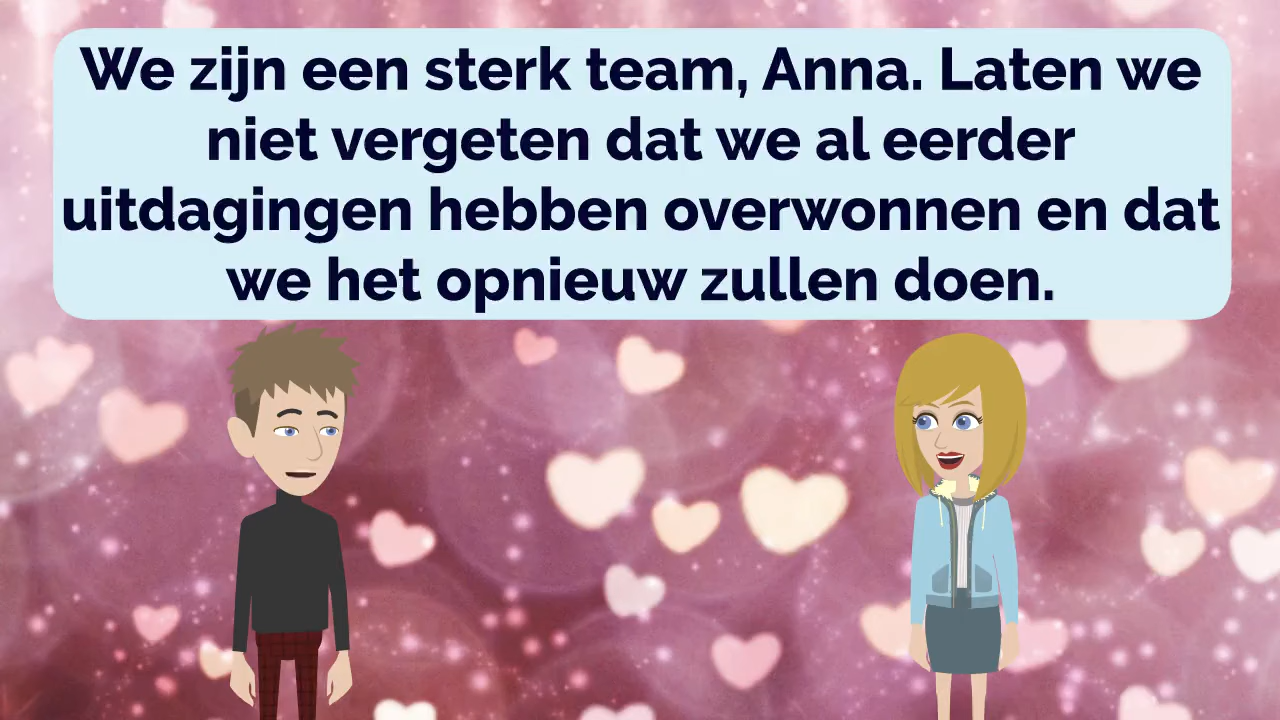 We zijn een sterk team, Anna. Laten we
niet vergeten dat we al eerder
uitdagingen hebben overwonnen en dat
we het opnieuw zullen doen.